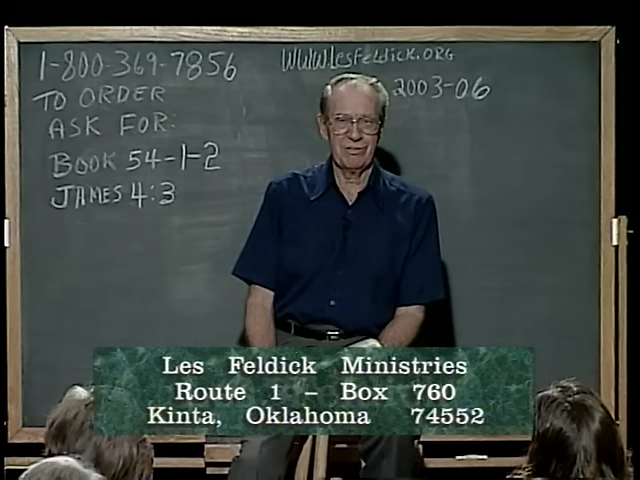 1-800-369-7856
WWW.LESFELDICK.ORG
2003-06
TO ORDER
ASK FOR:
BOOK 54-1-2
JAMES 4:3
Les Feldick Ministries
Route 1 – Box 760
Kinta, Oklahoma 74552